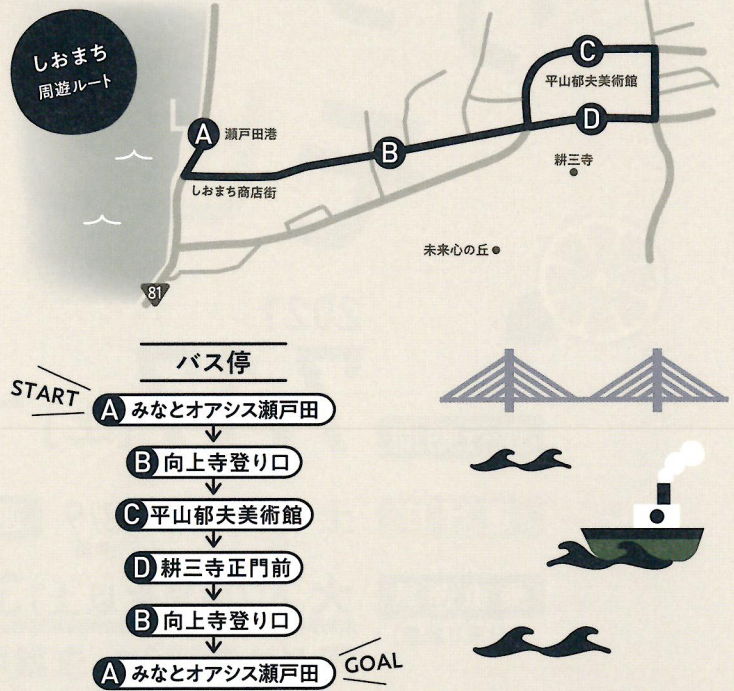 しおまち
周遊ルート
C
平山郁夫美術館
A
瀬戸田港
B
D
しおまち商店街
耕三寺
未来心の丘
81
バス停
START
A みなとオアシス瀬戸田
B 向上寺登り口
C 平山郁夫美術館
D 耕三寺正門前
B 向上寺登り口
A みなとオアシス瀬戸田
GOAL